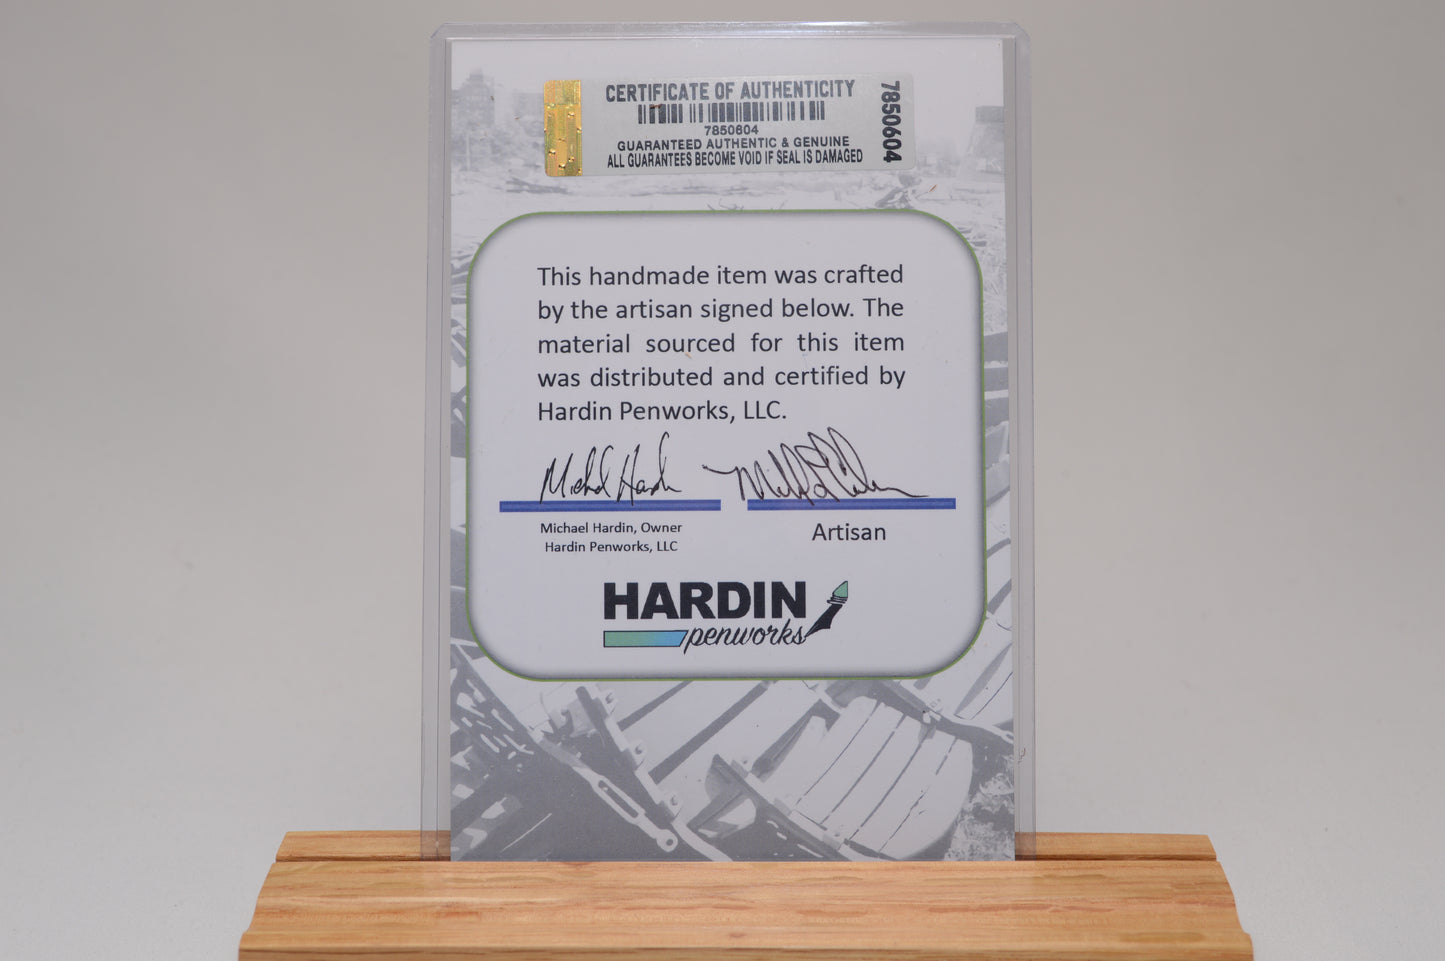 CERTIFICATE OF AUTHENTICITY
7850604
GUARANTEED AUTHENTIC & GENUINE
ALL GUARANTEES BECOME VOID IF SEAL IS DAMAGED
7850604
This handmade item was crafted
by the artisan signed below. The
material sourced for this item
was distributed and certified by
Hardin Penworks, LLC.
Michael Hardin, Owner
Hardin Penworks, LLC
Artisan
HARDIN
penworks